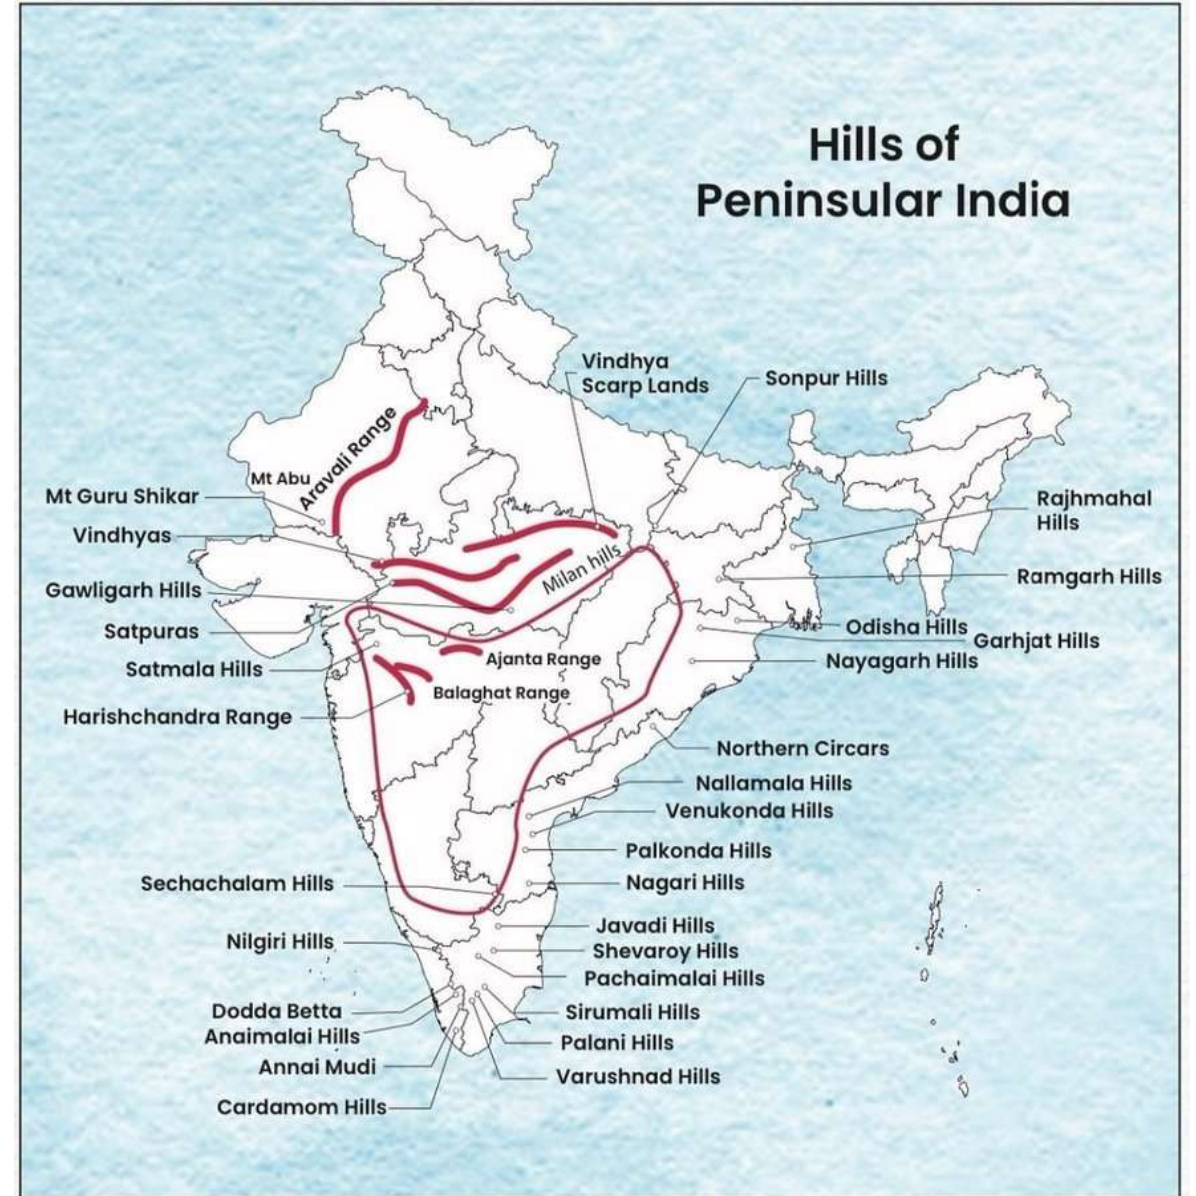 Hills of
Peninsular India
Vindhya
Scarp Lands
Sonpur Hills
Aravali Range
Mt Abu
Mt Guru Shikar
Vindhyas
Gawligarh Hills
Satpuras
Satmala Hills
Harishchandra Range
Milan hills
Ajanta Range
Balaghat Range
Rajhmahal
Hills
Ramgarh Hills
Odisha Hills
Garhjat Hills
Nayagarh Hills
Northern Circars
Nallamala Hills
Venukonda Hills
Palkonda Hills
Sechachalam Hills
Nagari Hills
Javadi Hills
Nilgiri Hills
Shevaroy Hills
Pachaimalai Hills
Dodda Betta
Sirumali Hills
Anaimalai Hills
Palani Hills
Annai Mudi
Varushnad Hills
Cardamom Hills